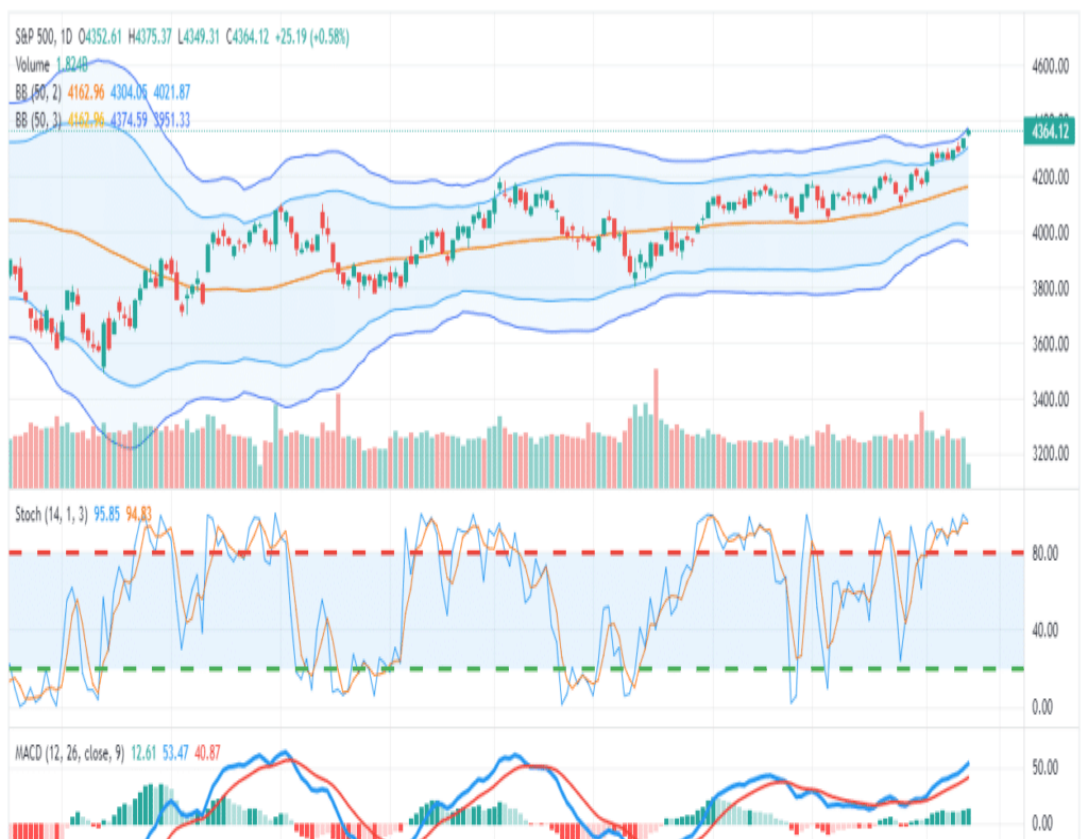 S&P 500, 1D O4352.61 H4375.37 L4349.31 C4364.12 +25.19 (+0.58%)
Volume 1.824B
BB (50, 2) 4162.96 4304.05 4021.87
BB (50, 3) 4162.96 4374.59 3951.33
4600.00
4400.00
4364.12
4200.00
4000.00
3800.00
3600.00
3400.00
3200.00
Stoch (14, 1, 3) 95.85 94.83
80.00
40.00
0.00
MACD (12, 26, close, 9) 12.61 53.47 40.87
50.00
0.00